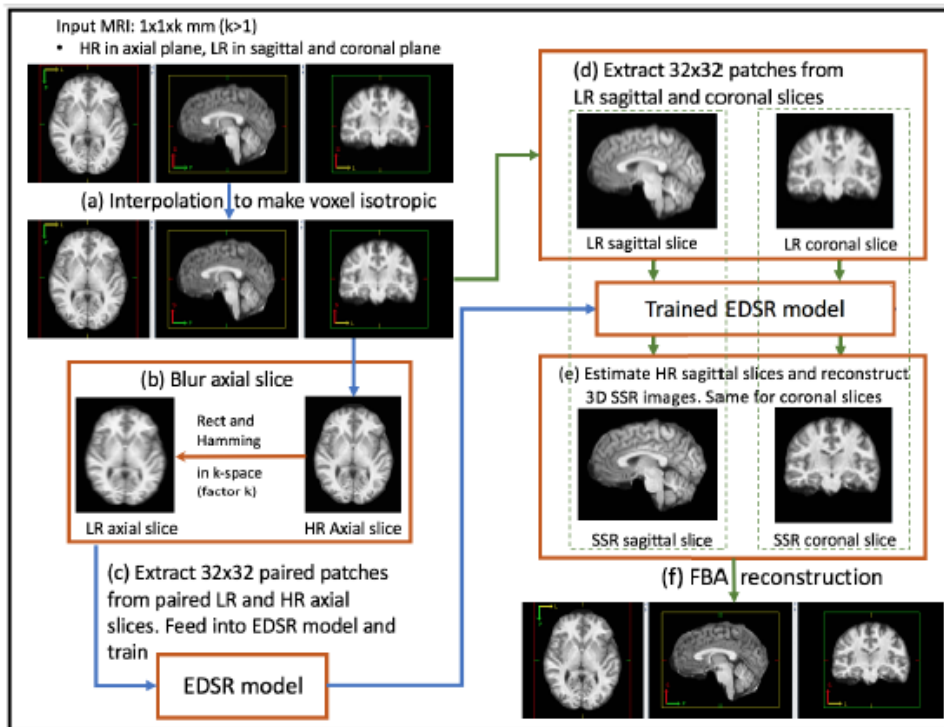 Input MRI: 1x1xk mm (k>1)
• HR in axial plane, LR in sagittal and coronal plane
(a) Interpolation to make voxel isotropic
(b) Blur axial slice
Rect and
Hamming
in k-space
(factor k)
LR axial slice
HR Axial slice
(c) Extract 32x32 paired patches
from paired LR and HR axial
slices. Feed into EDSR model and
train
EDSR model
(d) Extract 32x32 patches from
LR sagittal and coronal slices
LR sagittal slice
LR coronal slice
Trained EDSR model
(e) Estimate HR sagittal slices and reconstruct
3D SSR images. Same for coronal slices
SSR sagittal slice
SSR coronal slice
(f) FBA reconstruction